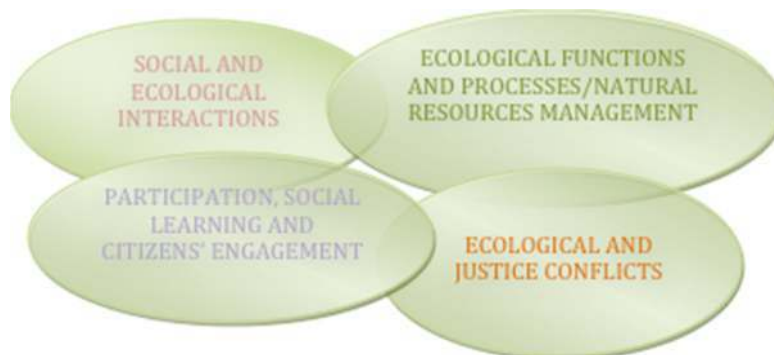 SOCIAL AND
ECOLOGICAL
INTERACTIONS
ECOLOGICAL FUNCTIONS
AND PROCESSES/NATURAL
RESOURCES MANAGEMENT
PARTICIPATION, SOCIAL
LEARNING AND
CITIZENS' ENGAGEMENT
ECOLOGICAL AND
JUSTICE CONFLICTS